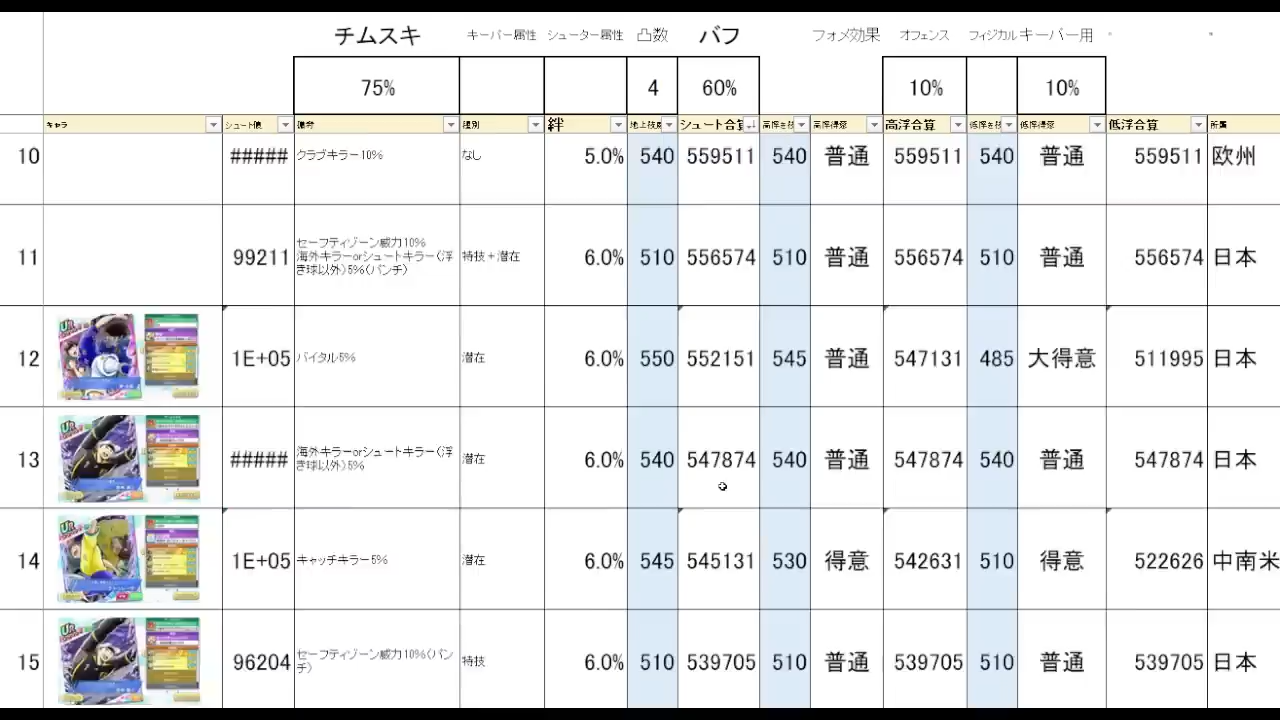 チムスキ キーパー属性 シューター属性 凸数 バフ フォメ効果 オフェンス フィジカル キーパー用
75% 4 60% 10% 10%
キャラ シュート値 備考 種別 絆 シュート合算 高浮得意 高浮合算 低浮得意 低浮合算 所属
10 ##### クラブキラー10% なし 5.0% 540 559511 540 普通 559511 540 普通 559511 欧州
11 99211 セーフティゾーン威力10% 特技+潜在 6.0% 510 556574 510 普通 556574 510 普通 556574 日本
海外キラーorシュートキラー(浮
き球以外)5%(パンチ)
12 1E+05 バイタル5% 潜在 6.0% 550 552151 545 普通 547131 485 大得意 511995 日本
13 ##### 海外キラーorシュートキラー(浮 潜在 6.0% 540 547874 540 普通 547874 540 普通 547874 日本
き球以外)5%
14 1E+05 キャッチキラー5% 潜在 6.0% 545 545131 530 得意 542631 510 得意 522626 中南米
15 96204 セーフティゾーン威力10%(パン 特技 6.0% 510 539705 510 普通 539705 510 普通 539705 日本
チ)